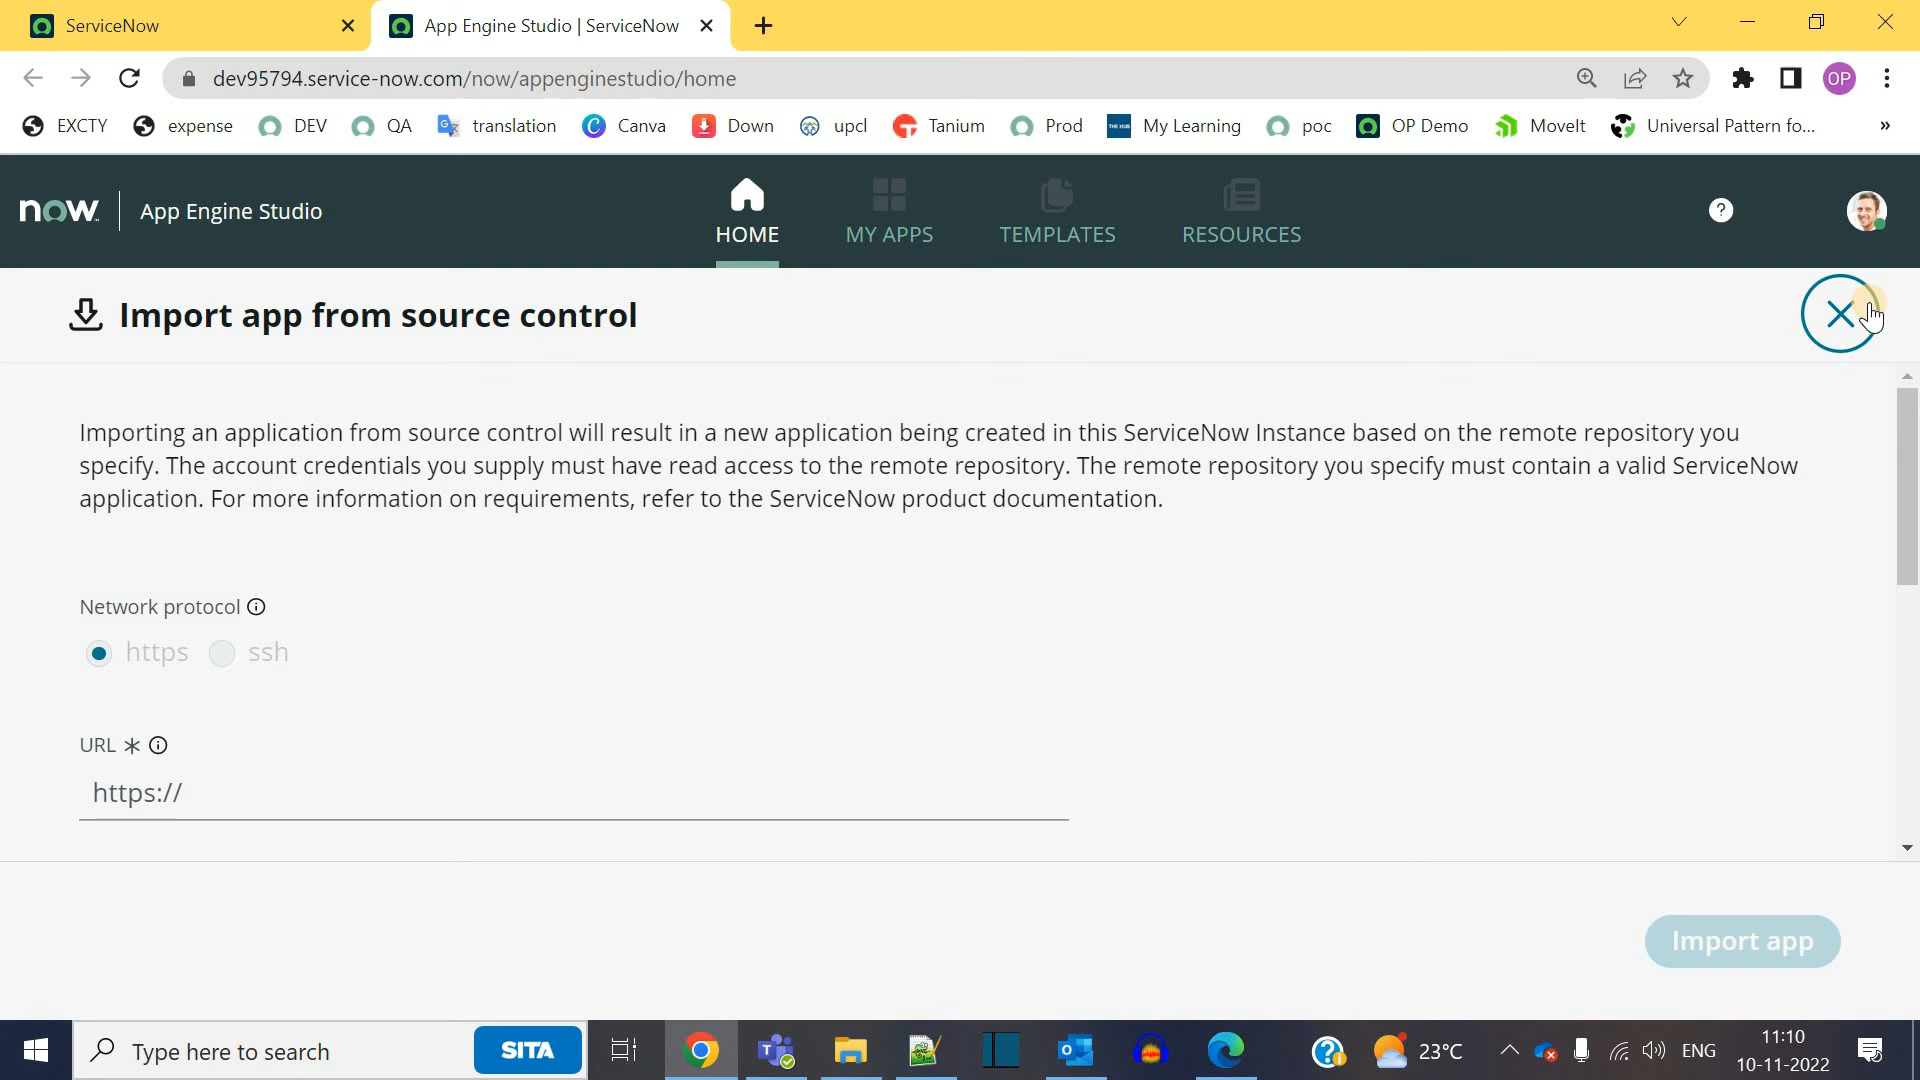 ServiceNow
App Engine Studio | ServiceNow
dev95794.service-now.com/now/appenginestudio/home
OP
EXCTY
expense
DEV
QA
translation
Canva
Down
upcl
Tanium
Prod
THE HUB
My Learning
poc
OP Demo
MoveIt
Universal Pattern fo...
»
now
App Engine Studio
HOME
MY APPS
TEMPLATES
RESOURCES
Import app from source control
Importing an application from source control will result in a new application being created in this ServiceNow Instance based on the remote repository you
specify. The account credentials you supply must have read access to the remote repository. The remote repository you specify must contain a valid ServiceNow
application. For more information on requirements, refer to the ServiceNow product documentation.
Network protocol
https
ssh
URL *
https://
Import app
Type here to search
SITA
23°C
ENG
11:10
10-11-2022